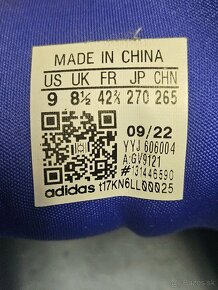 MADE IN CHINA
US UK FR JP CHN
9 8½ 42⅔ 270 265
09/22
YYJ 606004
A:GV9121
#131446590
adidas t17KN6LL00025